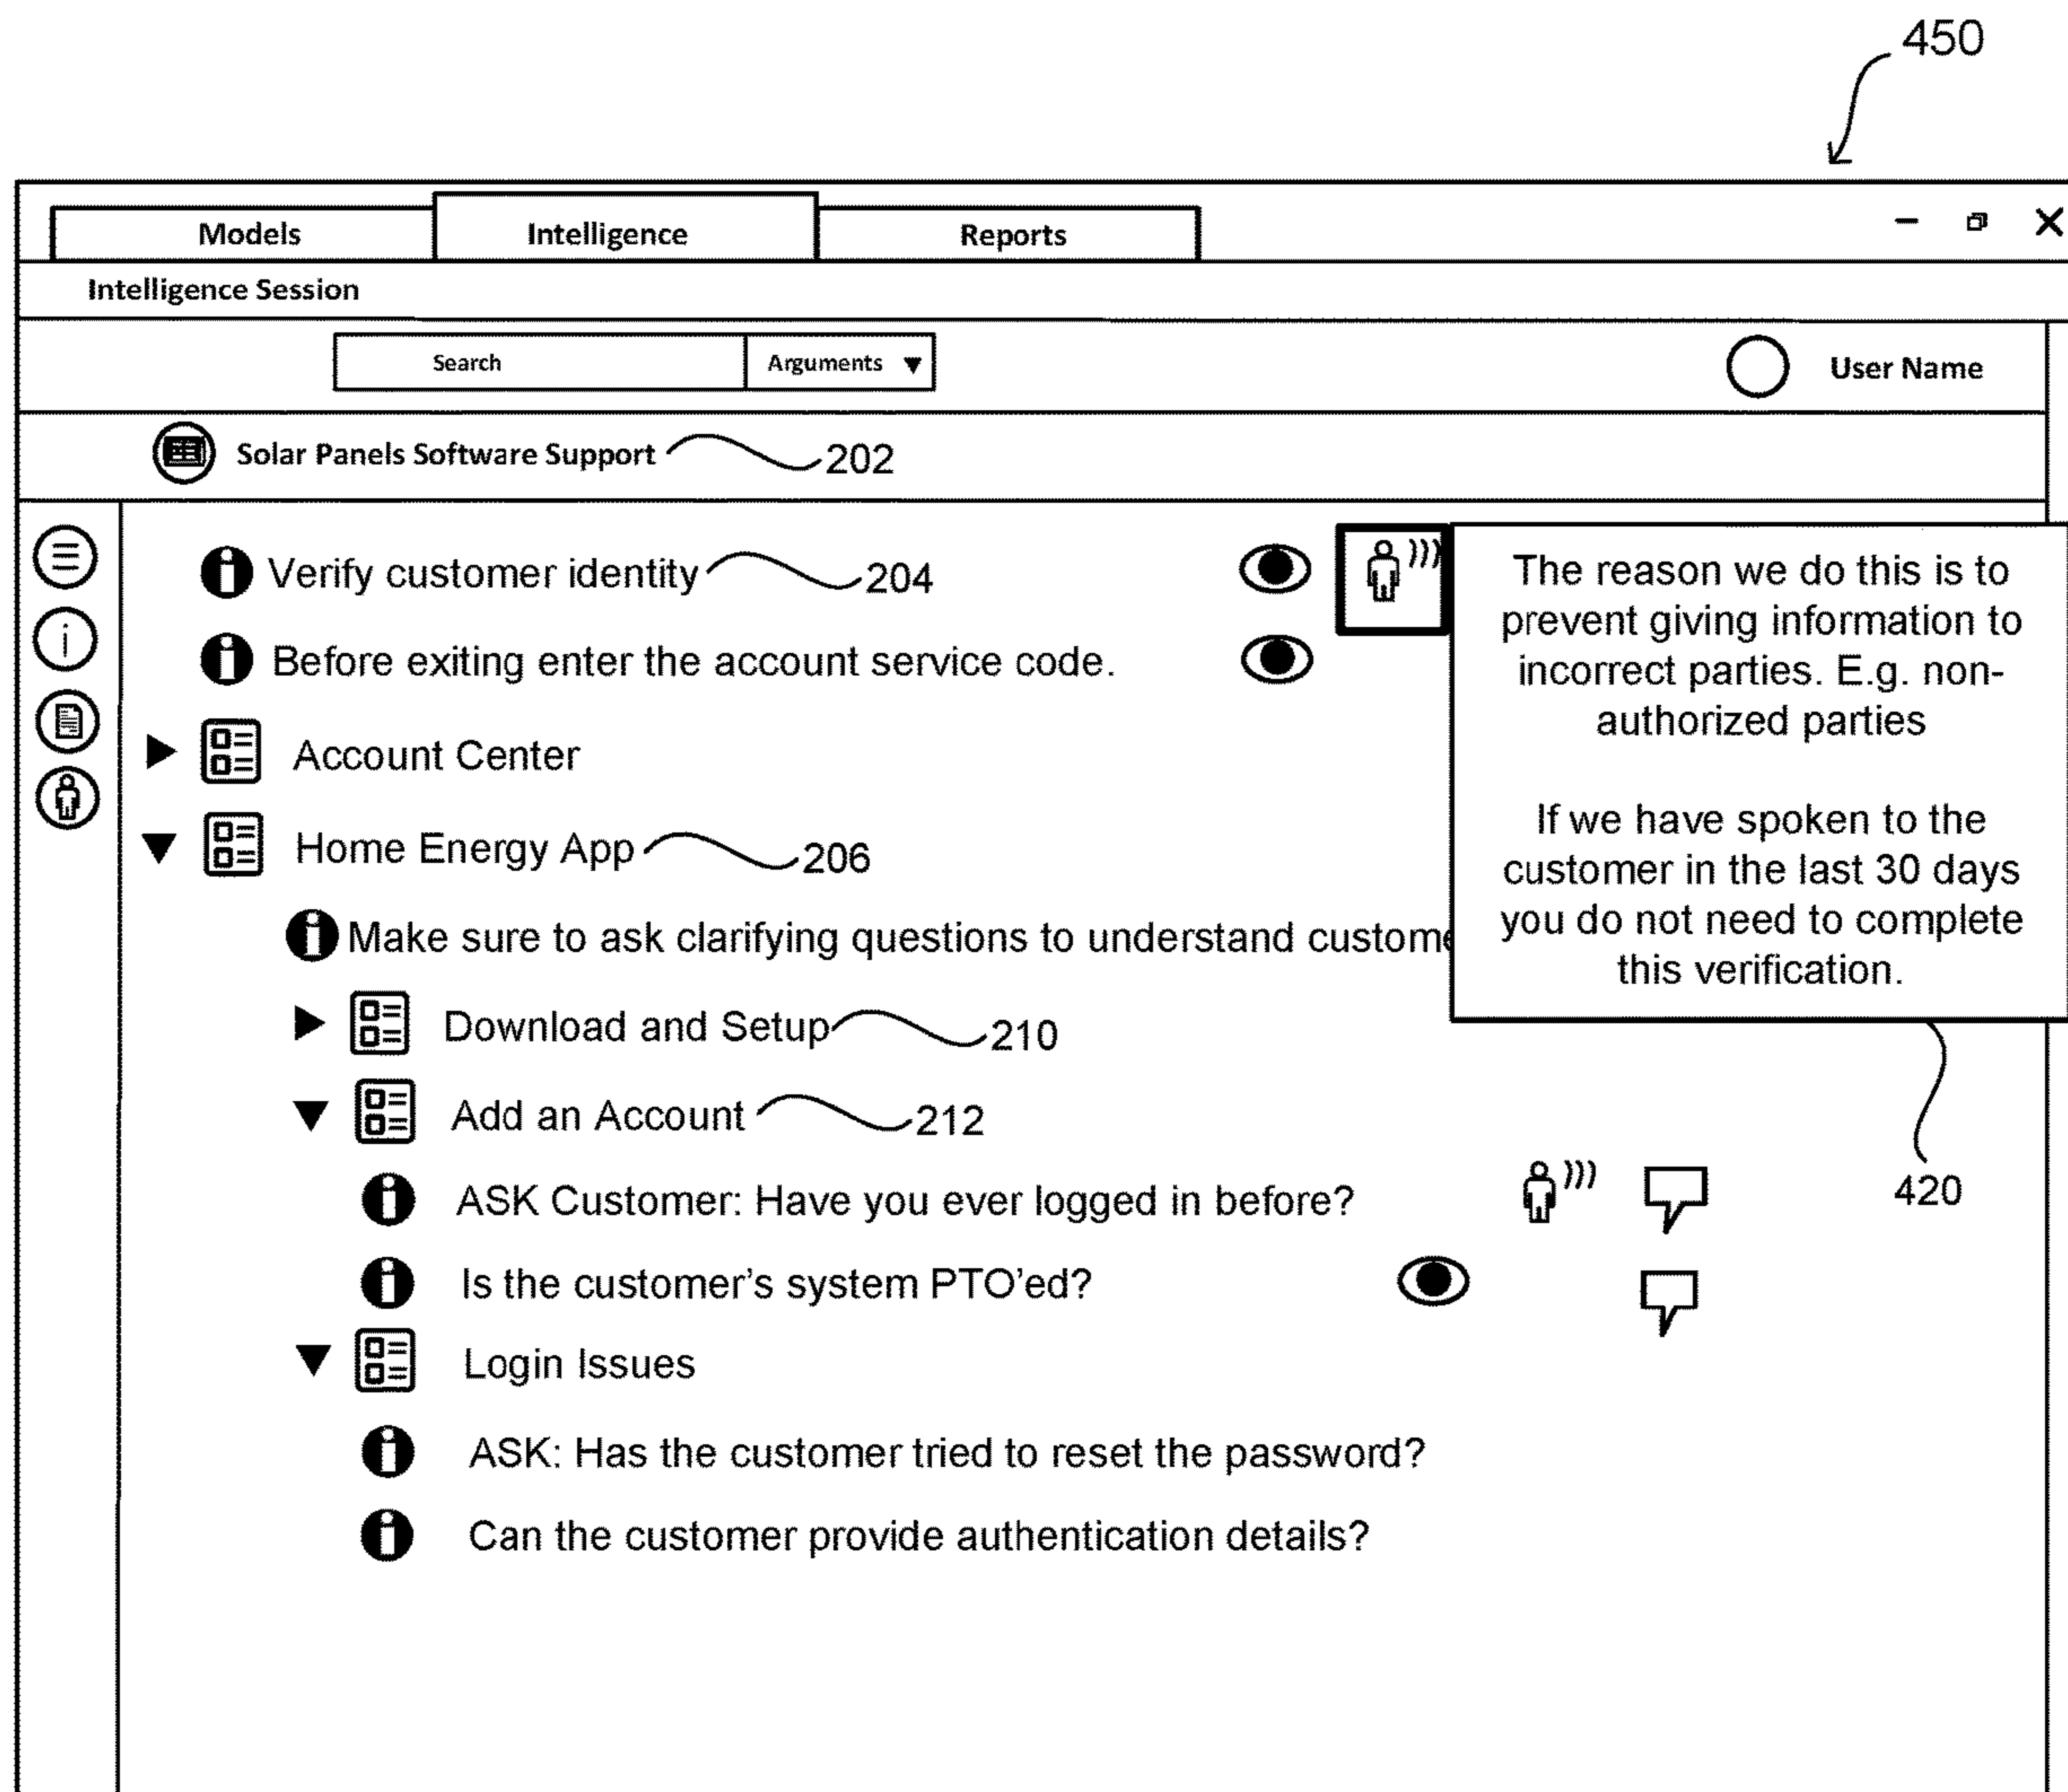 450
Models Intelligence Reports
Intelligence Session
Search Arguments User Name
Solar Panels Software Support 202
Verify customer identity 204
Before exiting enter the account service code.
The reason we do this is to
prevent giving information to
incorrect parties. E.g. non-
authorized parties
If we have spoken to the
customer in the last 30 days
you do not need to complete
this verification.
Account Center
Home Energy App 206
Make sure to ask clarifying questions to understand custome
Download and Setup 210
Add an Account 212
420
ASK Customer: Have you ever logged in before?
Is the customer's system PTO'ed?
Login Issues
ASK: Has the customer tried to reset the password?
Can the customer provide authentication details?